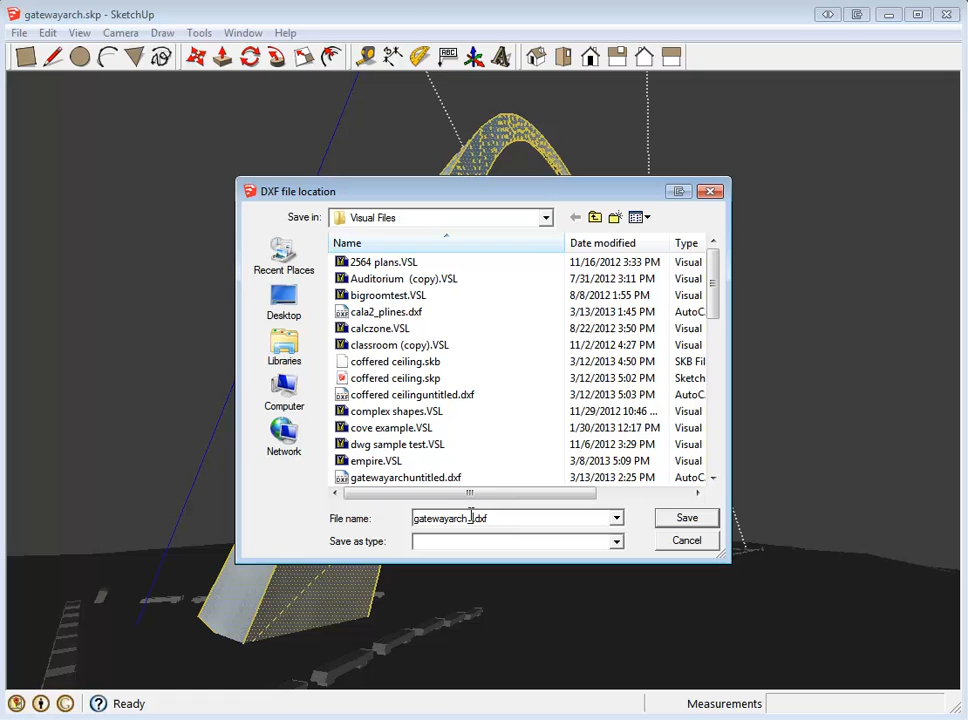 gatewayarch.skp - SketchUp
File Edit View Camera Draw Tools Window Help
ABC
DXF file location
Save in: Visual Files
Recent Places
Desktop
Libraries
Computer
Network
Name Date modified Type
2564 plans.VSL 11/16/2012 3:33 PM Visual
Auditorium (copy).VSL 7/31/2012 3:11 PM Visual
bigroomtest.VSL 8/8/2012 1:55 PM Visual
cala2_plines.dxf 3/13/2013 1:45 PM AutoC
calczone.VSL 8/22/2012 3:50 PM Visual
classroom (copy).VSL 11/2/2012 4:27 PM Visual
coffered ceiling.skb 3/12/2013 4:50 PM SKB Fil
coffered ceiling.skp 3/12/2013 5:02 PM Sketch
coffered ceilinguntitled.dxf 3/12/2013 5:03 PM AutoC
complex shapes.VSL 11/29/2012 10:46 ... Visual
cove example.VSL 1/30/2013 12:17 PM Visual
dwg sample test.VSL 11/6/2012 3:29 PM Visual
empire.VSL 3/8/2013 5:09 PM Visual
gatewayarchuntitled.dxf 3/13/2013 2:25 PM AutoC
File name: gatewayarch_.dxf Save
Save as type: Cancel
Ready Measurements